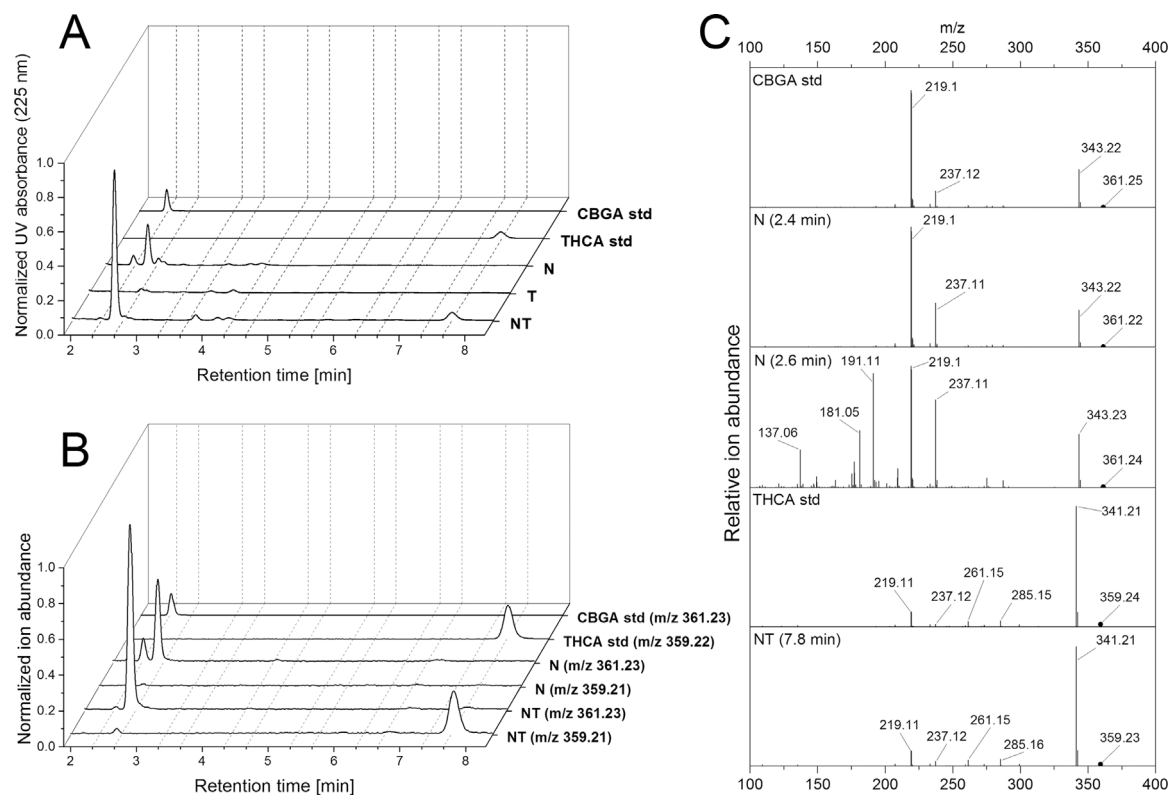 A
Normalized UV absorbance (225 nm)
1.0
0.8
0.6
0.4
0.2
0.0
CBGA std
THCA std
N
T
NT
2 3 4 5 6 7 8
Retention time [min]
B
Normalized ion abundance
1.0
0.8
0.6
0.4
0.2
0.0
CBGA std (m/z 361.23)
THCA std (m/z 359.22)
N (m/z 361.23)
N (m/z 359.21)
NT (m/z 361.23)
NT (m/z 359.21)
2 3 4 5 6 7 8
Retention time [min]
C
m/z
100 150 200 250 300 350 400
Relative ion abundance
CBGA std
219.1
237.12
343.22
361.25
N (2.4 min)
219.1
237.11
343.22
361.22
N (2.6 min)
191.11
219.1
181.05
237.11
137.06
343.23
361.24
THCA std
341.21
219.11
237.12
261.15
285.15
359.24
NT (7.8 min)
341.21
219.11
237.12
261.15
285.16
359.23
100 150 200 250 300 350 400